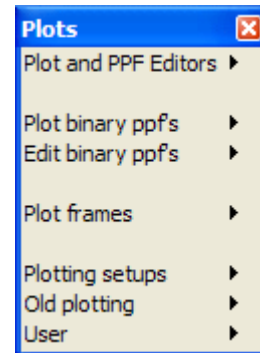 Plots
Plot and PPF Editors
Plot binary ppf's
Edit binary ppf's
Plot frames
Plotting setups
Old plotting
User